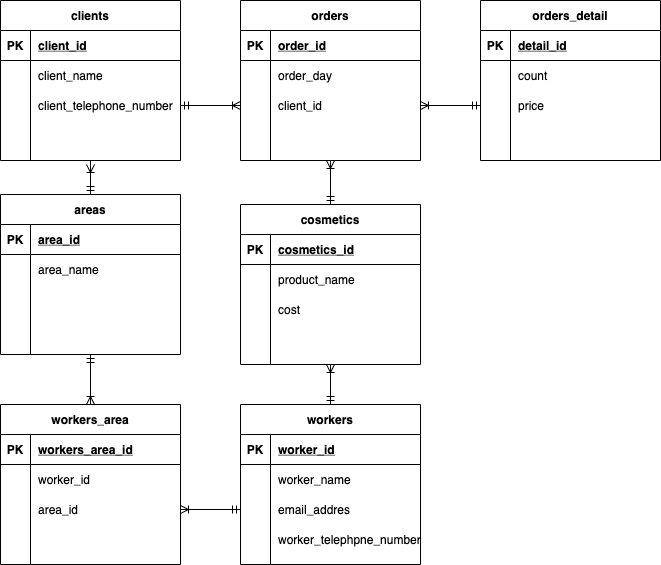 clients
PK client_id
client_name
client_telephone_number
orders
PK order_id
order_day
client_id
orders_detail
PK detail_id
count
price
areas
PK area_id
area_name
cosmetics
PK cosmetics_id
product_name
cost
workers_area
PK workers_area_id
worker_id
area_id
workers
PK worker_id
worker_name
email_addres
worker_telephpne_number